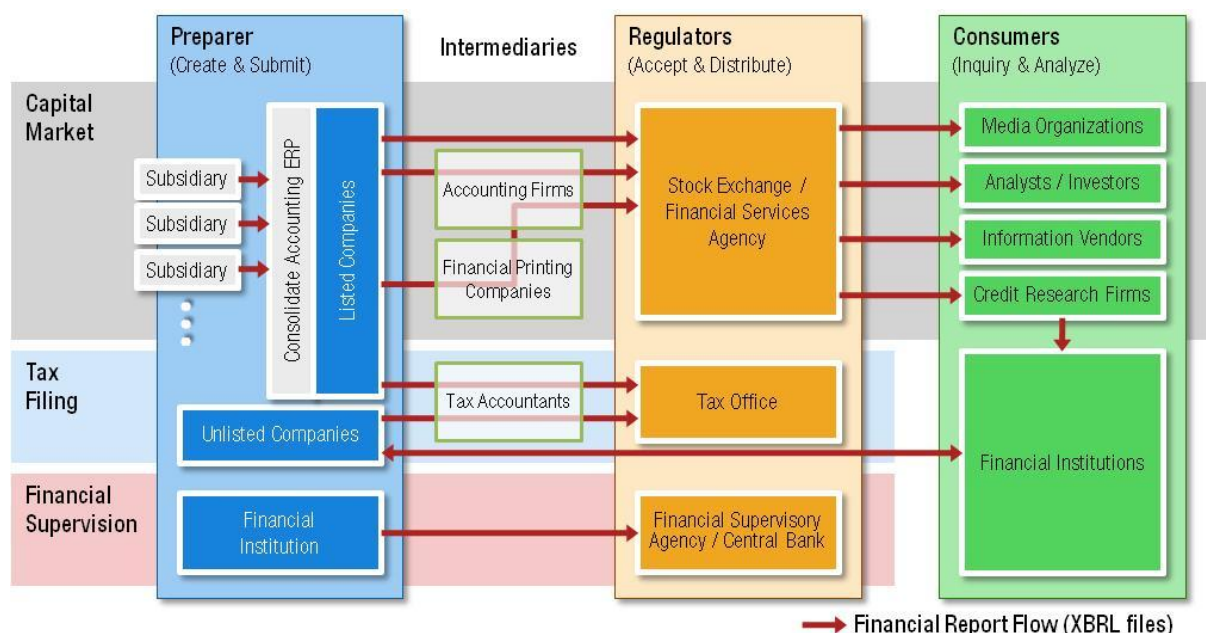 Preparer
(Create & Submit)
Intermediaries
Regulators
(Accept & Distribute)
Consumers
(Inquiry & Analyze)
Capital
Market
Subsidiary
Subsidiary
Subsidiary
Consolidate Accounting ERP
Listed Companies
Accounting Firms
Financial Printing
Companies
Stock Exchange /
Financial Services
Agency
Media Organizations
Analysts / Investors
Information Vendors
Credit Research Firms
Tax
Filing
Unlisted Companies
Tax Accountants
Tax Office
Financial Institutions
Financial
Supervision
Financial
Institution
Financial Supervisory
Agency / Central Bank
Financial Report Flow (XBRL files)